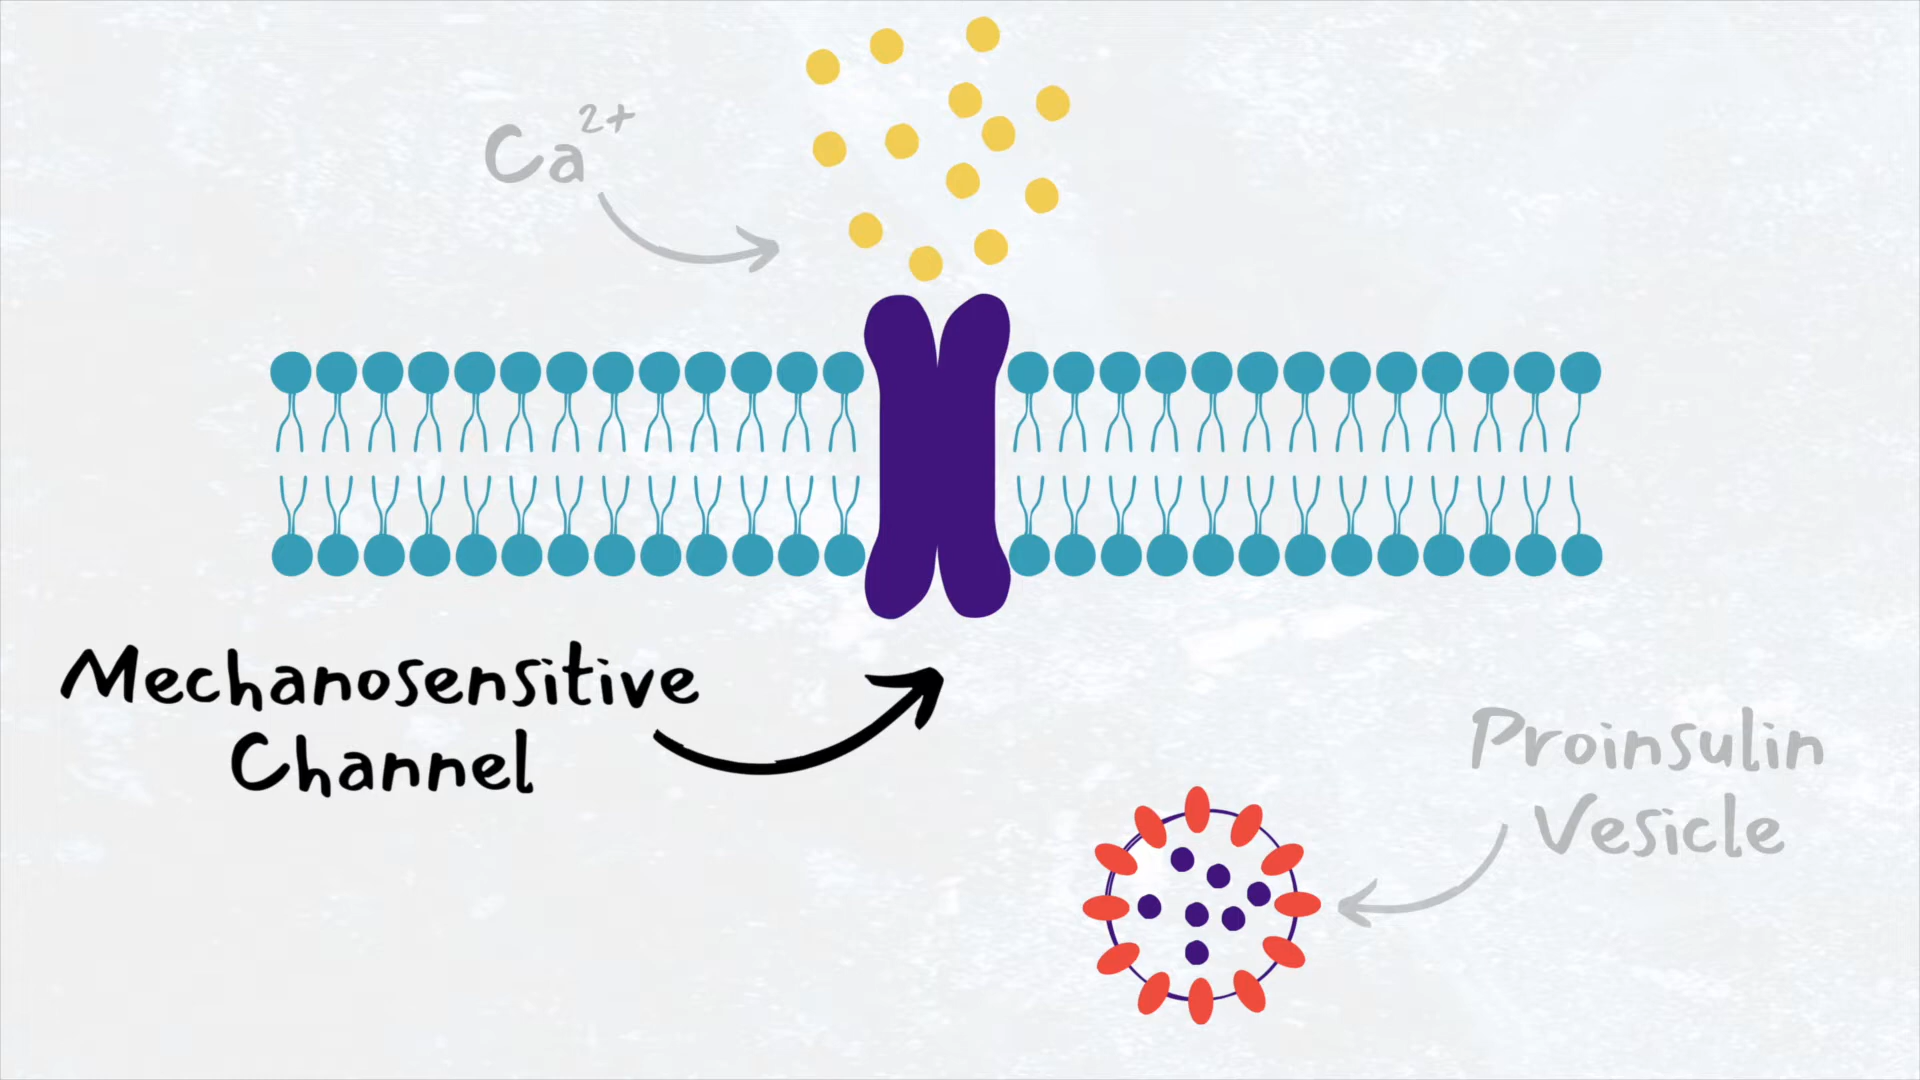 Ca²⁺
Mechanosensitive
Channel
Proinsulin
Vesicle